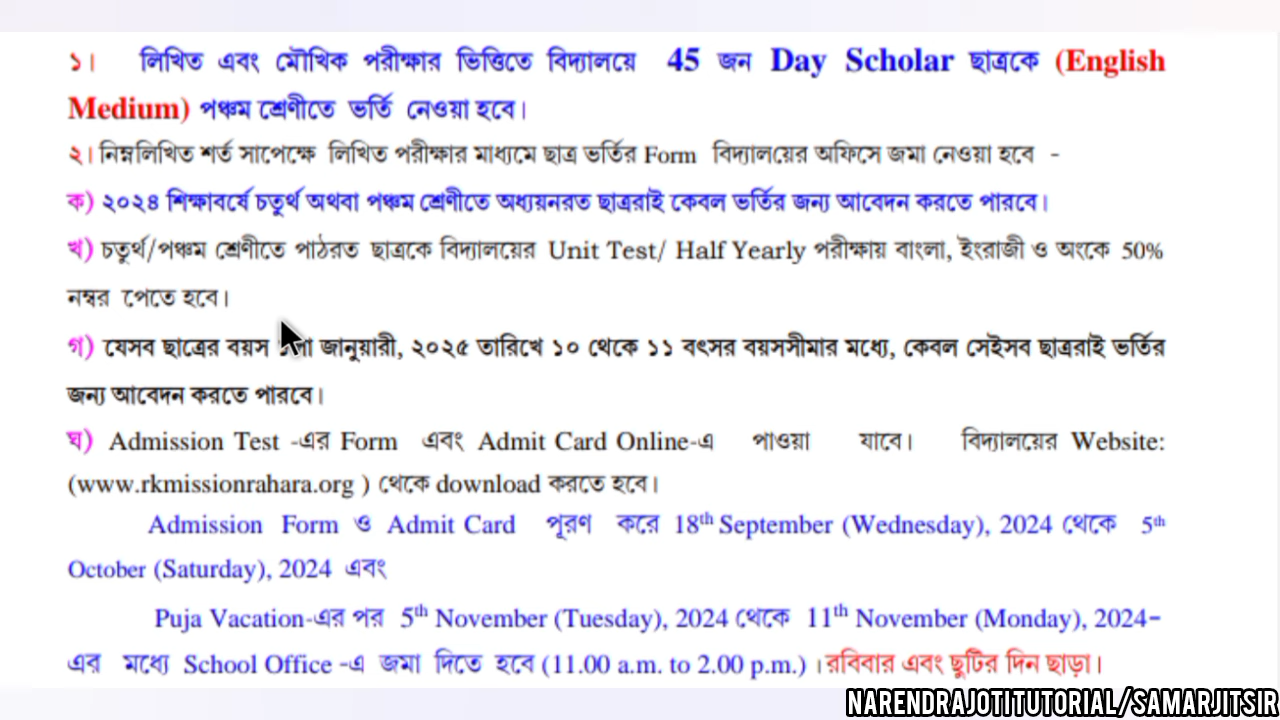 ১। লিখিত এবং মৌখিক পরীক্ষার ভিত্তিতে বিদ্যালয়ে 45 জন Day Scholar ছাত্রকে (English
Medium) পঞ্চম শ্রেণীতে ভর্তি নেওয়া হবে।
২। নিম্নলিখিত শর্ত সাপেক্ষে লিখিত পরীক্ষার মাধ্যমে ছাত্র ভর্তির Form বিদ্যালয়ের অফিসে জমা নেওয়া হবে -
ক) ২০২৪ শিক্ষাবর্ষে চতুর্থ অথবা পঞ্চম শ্রেণীতে অধ্যয়নরত ছাত্ররাই কেবল ভর্তির জন্য আবেদন করতে পারবে।
খ) চতুর্থ/পঞ্চম শ্রেণীতে পাঠরত ছাত্রকে বিদ্যালয়ের Unit Test/ Half Yearly পরীক্ষায় বাংলা, ইংরাজী ও অংকে 50%
নম্বর পেতে হবে।
গ) যেসব ছাত্রের বয়স জানুয়ারী, ২০২৫ তারিখে ১০ থেকে ১১ বৎসর বয়সসীমার মধ্যে, কেবল সেইসব ছাত্ররাই ভর্তির
জন্য আবেদন করতে পারবে।
ঘ) Admission Test -এর Form এবং Admit Card Online-এ পাওয়া যাবে। বিদ্যালয়ের Website:
(www.rkmissionrahara.org ) থেকে download করতে হবে।
Admission Form ও Admit Card পূরণ করে 18th September (Wednesday), 2024 থেকে 5th
October (Saturday), 2024 এবং
Puja Vacation-এর পর 5th November (Tuesday), 2024 থেকে 11th November (Monday), 2024-
এর মধ্যে School Office -এ জমা দিতে হবে (11.00 a.m. to 2.00 p.m.) । রবিবার এবং ছুটির দিন ছাড়া।
NARENDRAJOTITUTORIAL/SAMARJITSIR